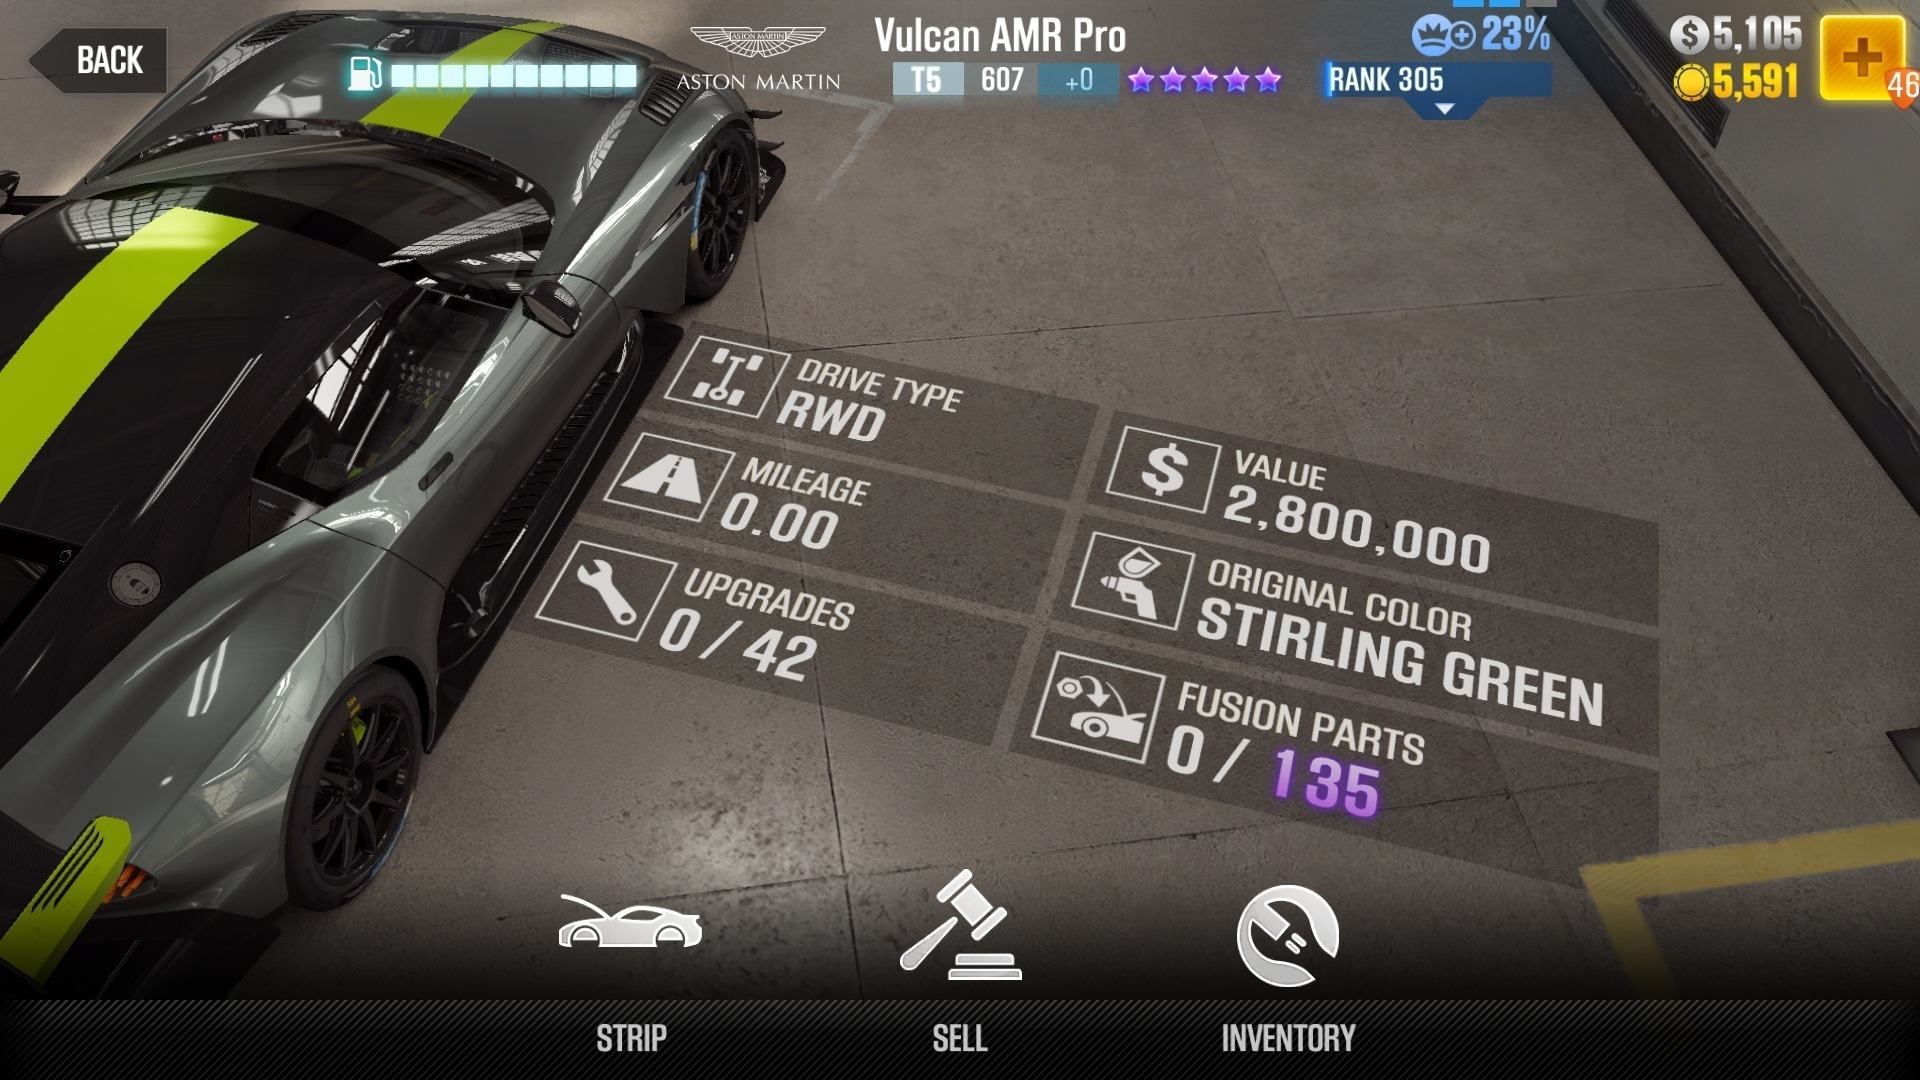 BACK
ASTON MARTIN
ASTON MARTIN
Vulcan AMR Pro
T5 607 +0
23%
RANK 305
$ 5,105
5,591
46
DRIVE TYPE
RWD
MILEAGE
0.00
UPGRADES
0 / 42
$ VALUE
2,800,000
ORIGINAL COLOR
STIRLING GREEN
FUSION PARTS
0 / 135
STRIP
SELL
INVENTORY